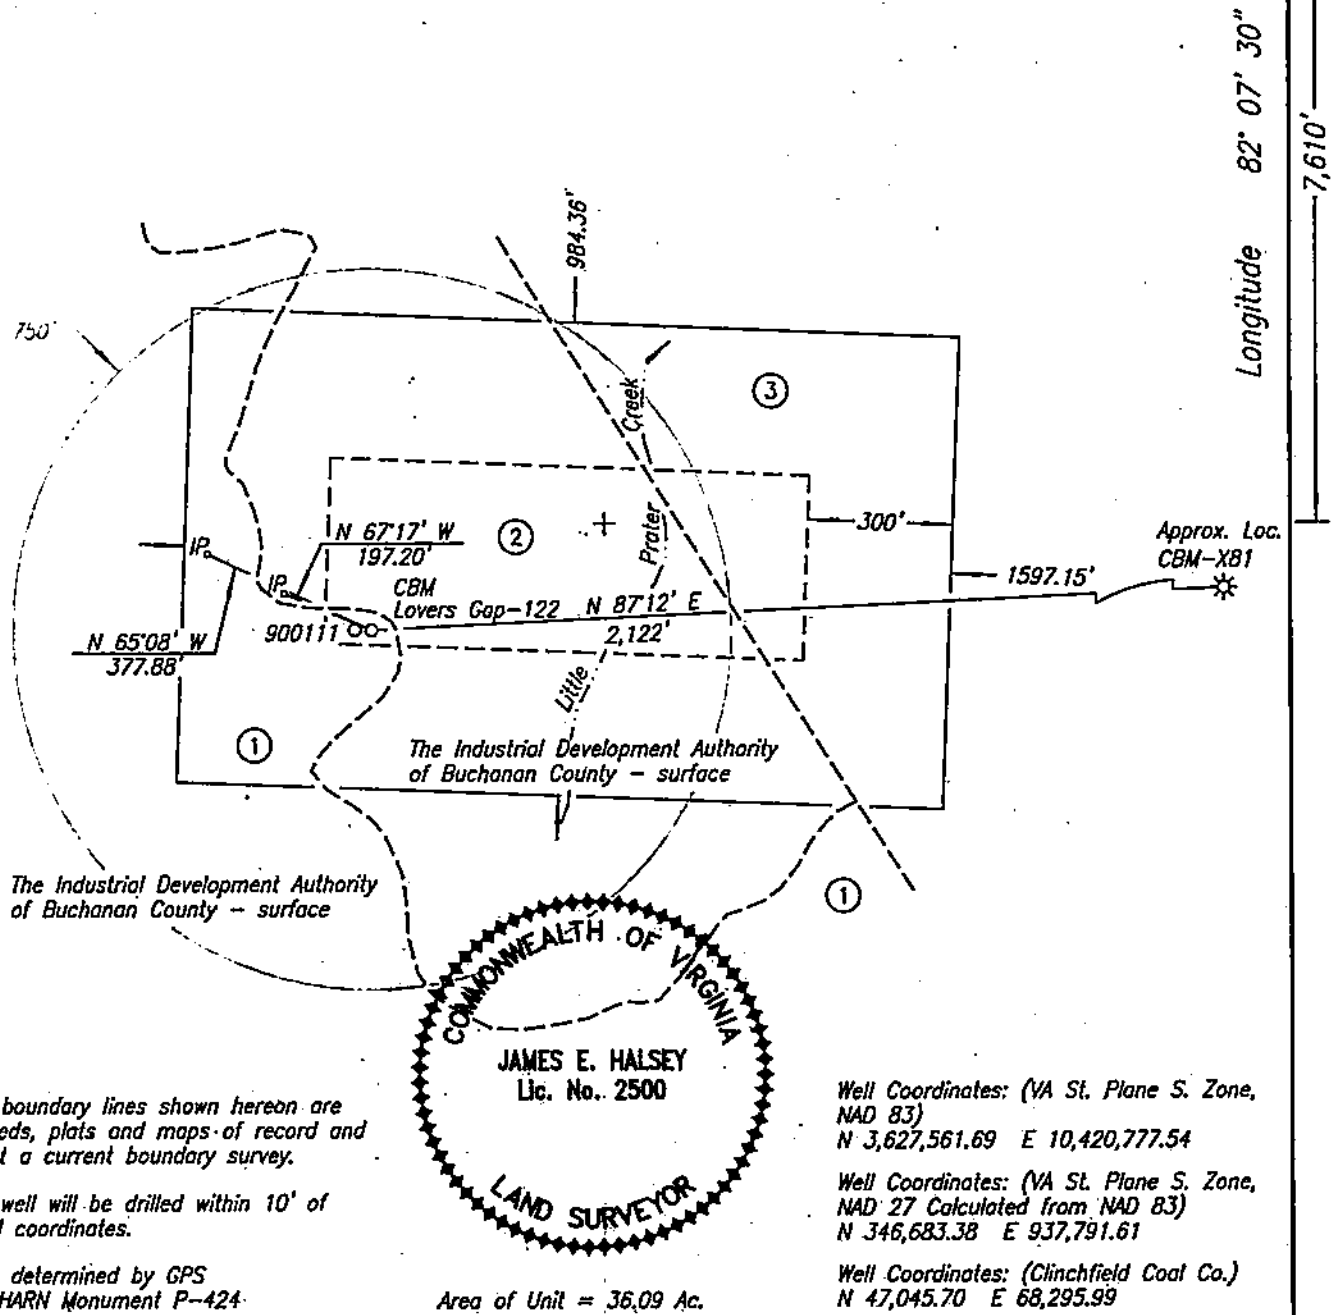 Longitude 82° 07' 30"
7,610'
984.36'
750'
3
Creek
300'
2
Prater
Approx. Loc.
CBM-X81
IP
N 67°17' W
197.20'
1597.15'
IP
CBM
Lovers Gap-122
N 87°12' E
2,122'
900111
N 65°08' W
377.88'
Little
1
The Industrial Development Authority
of Buchanan County - surface
The Industrial Development Authority
of Buchanan County - surface
1
COMMONWEALTH OF VIRGINIA
JAMES E. HALSEY
Lic. No. 2500
LAND SURVEYOR
boundary lines shown hereon are
eds, plats and maps of record and
t a current boundary survey.
well will be drilled within 10' of
coordinates.
determined by GPS
HARN Monument P-424
Area of Unit = 36.09 Ac.
Well Coordinates: (VA St. Plane S. Zone,
NAD 83)
N 3,627,561.69 E 10,420,777.54
Well Coordinates: (VA St. Plane S. Zone,
NAD 27 Calculated from NAD 83)
N 346,683.38 E 937,791.61
Well Coordinates: (Clinchfield Coal Co.)
N 47,045.70 E 68,295.99